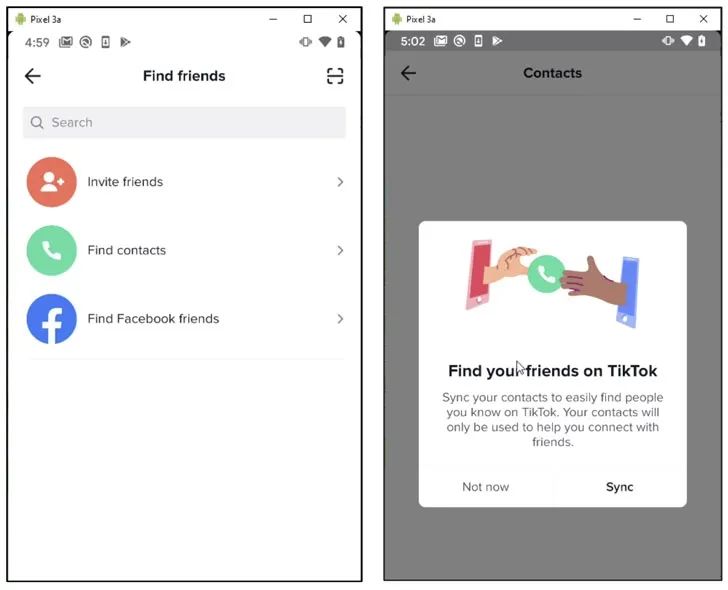 Pixel 3a
4:59
Find friends
Search
Invite friends
Find contacts
Find Facebook friends
Pixel 3a
5:02
Contacts
Find your friends on TikTok
Sync your contacts to easily find people
you know on TikTok. Your contacts will
only be used to help you connect with
friends.
Not now
Sync